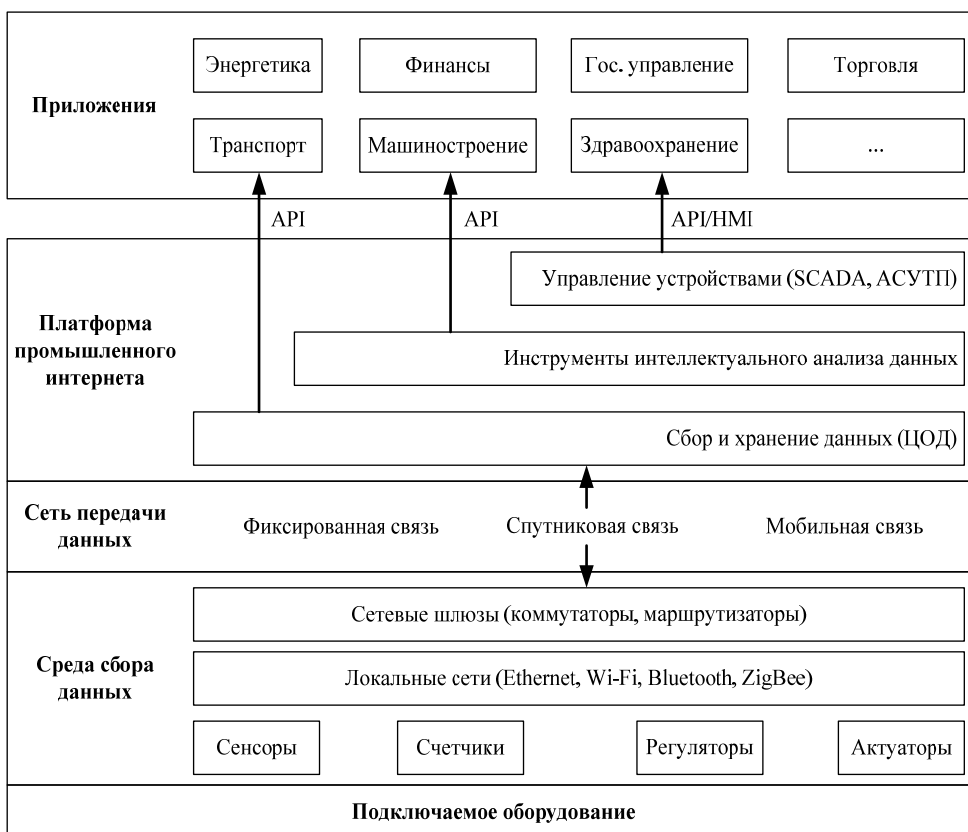 Энергетика
Финансы
Гос. управление
Торговля
Приложения
Транспорт
Машиностроение
Здравоохранение
...
API
API
API/HMI
Управление устройствами (SCADA, АСУТП)
Платформа
промышленного
интернета
Инструменты интеллектуального анализа данных
Сбор и хранение данных (ЦОД)
Сеть передачи
данных
Фиксированная связь
Спутниковая связь
Мобильная связь
Сетевые шлюзы (коммутаторы, маршрутизаторы)
Среда сбора
данных
Локальные сети (Ethernet, Wi-Fi, Bluetooth, ZigBee)
Сенсоры
Счетчики
Регуляторы
Актуаторы
Подключаемое оборудование